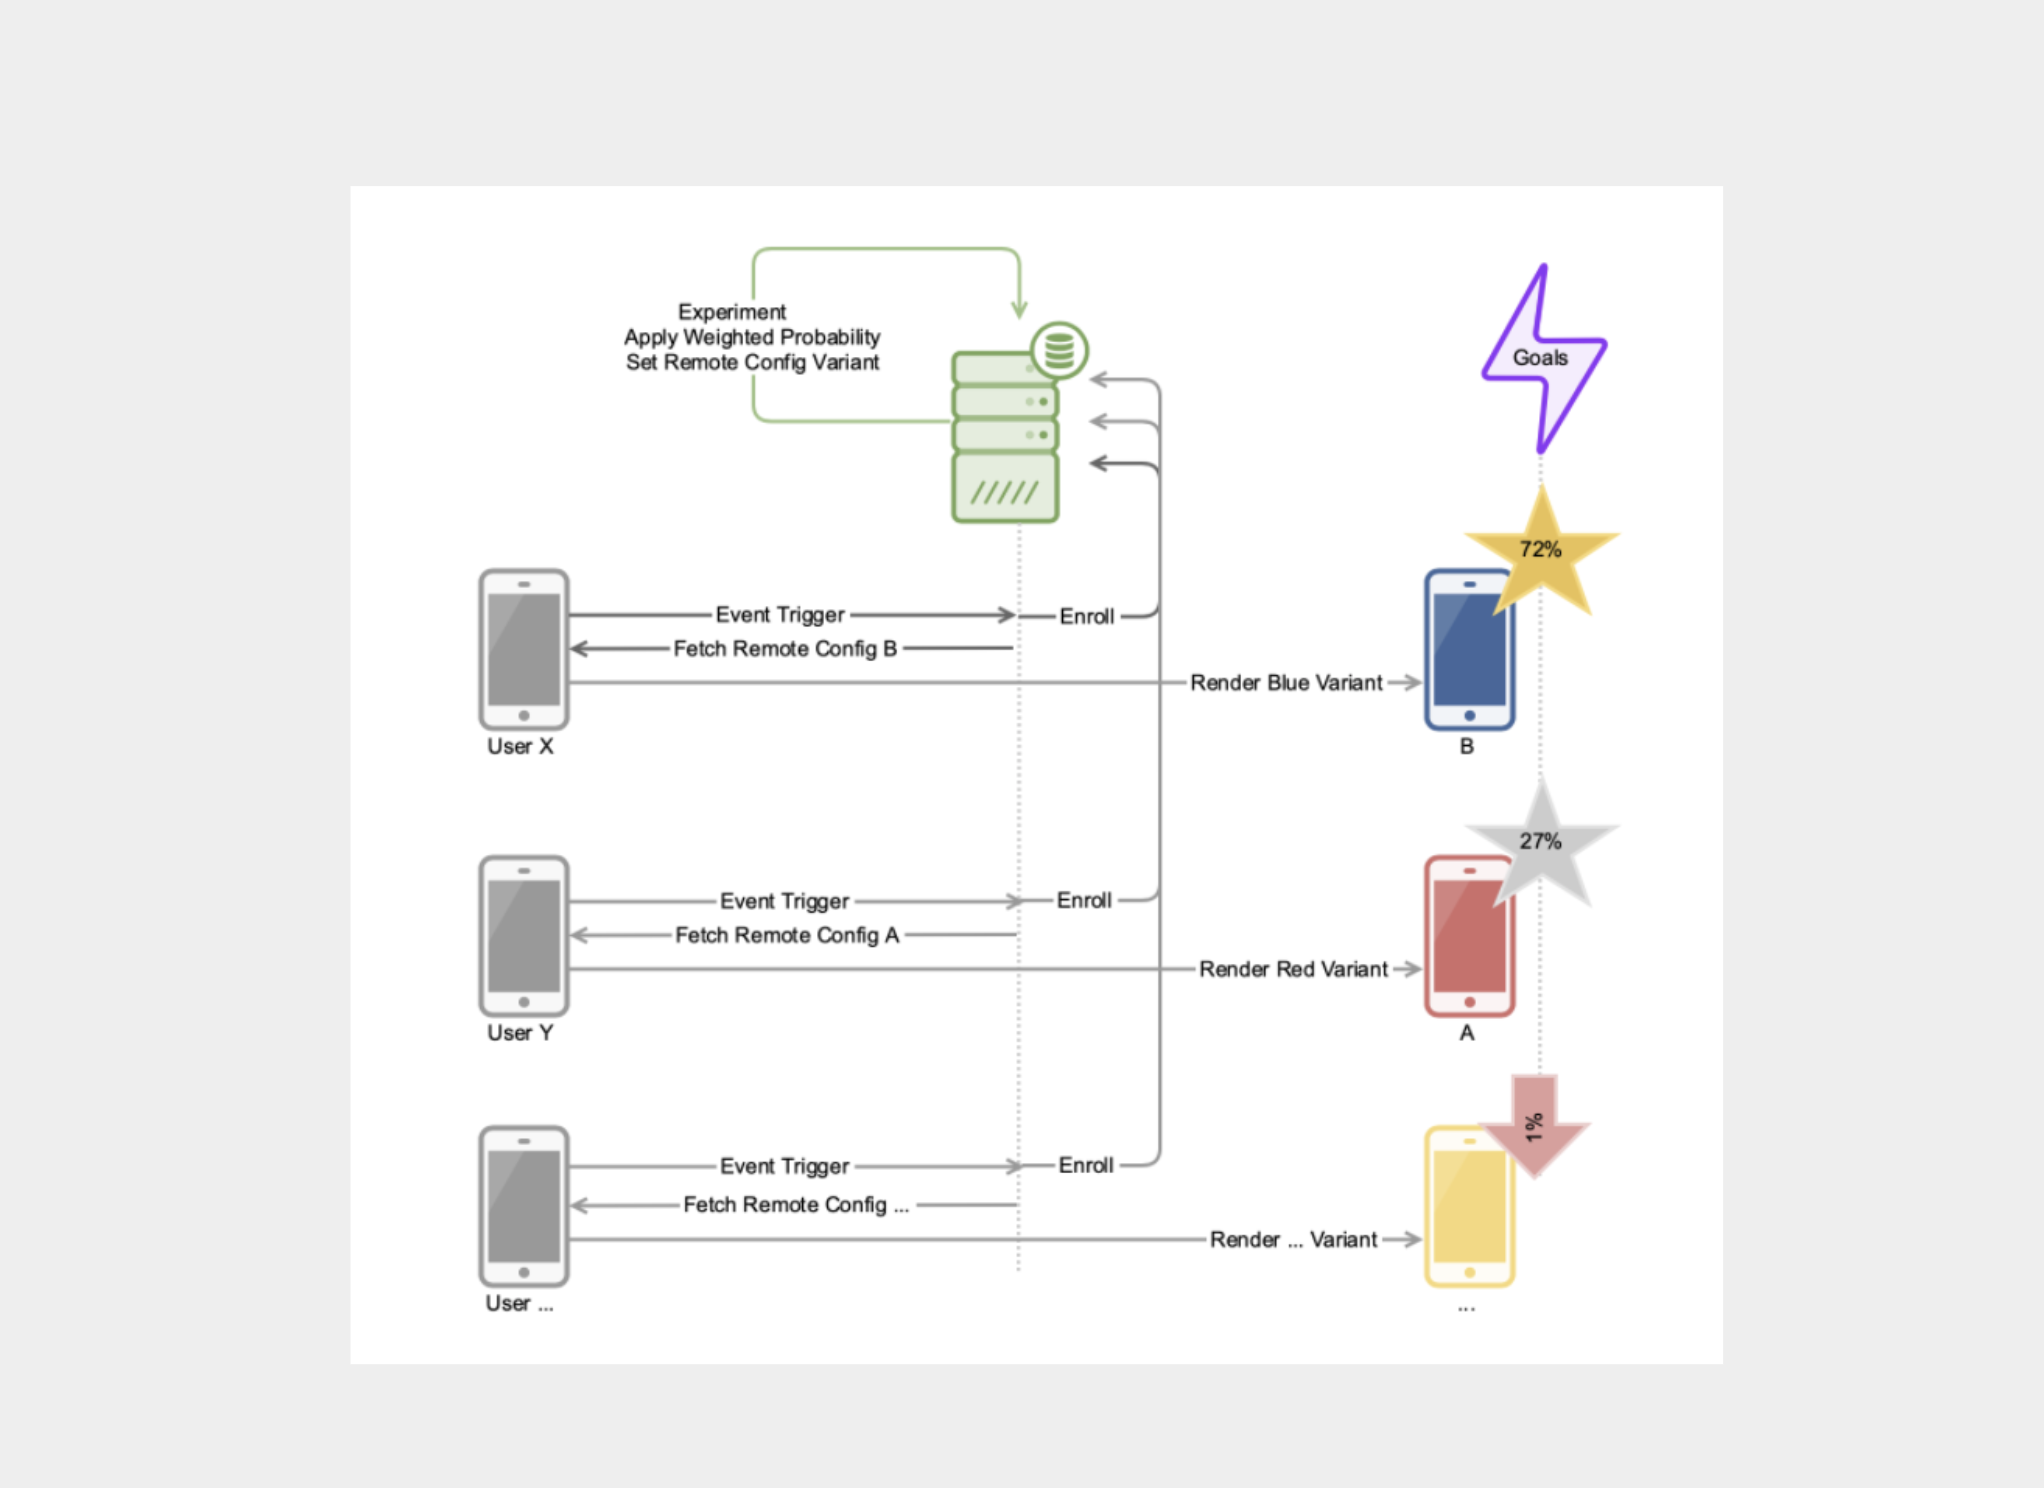 Experiment
Apply Weighted Probability
Set Remote Config Variant
Goals
72%
Event Trigger
Enroll
Fetch Remote Config B
Render Blue Variant
User X
B
27%
Event Trigger
Enroll
Fetch Remote Config A
Render Red Variant
User Y
A
1%
Event Trigger
Enroll
Fetch Remote Config ...
Render ... Variant
User ...
...